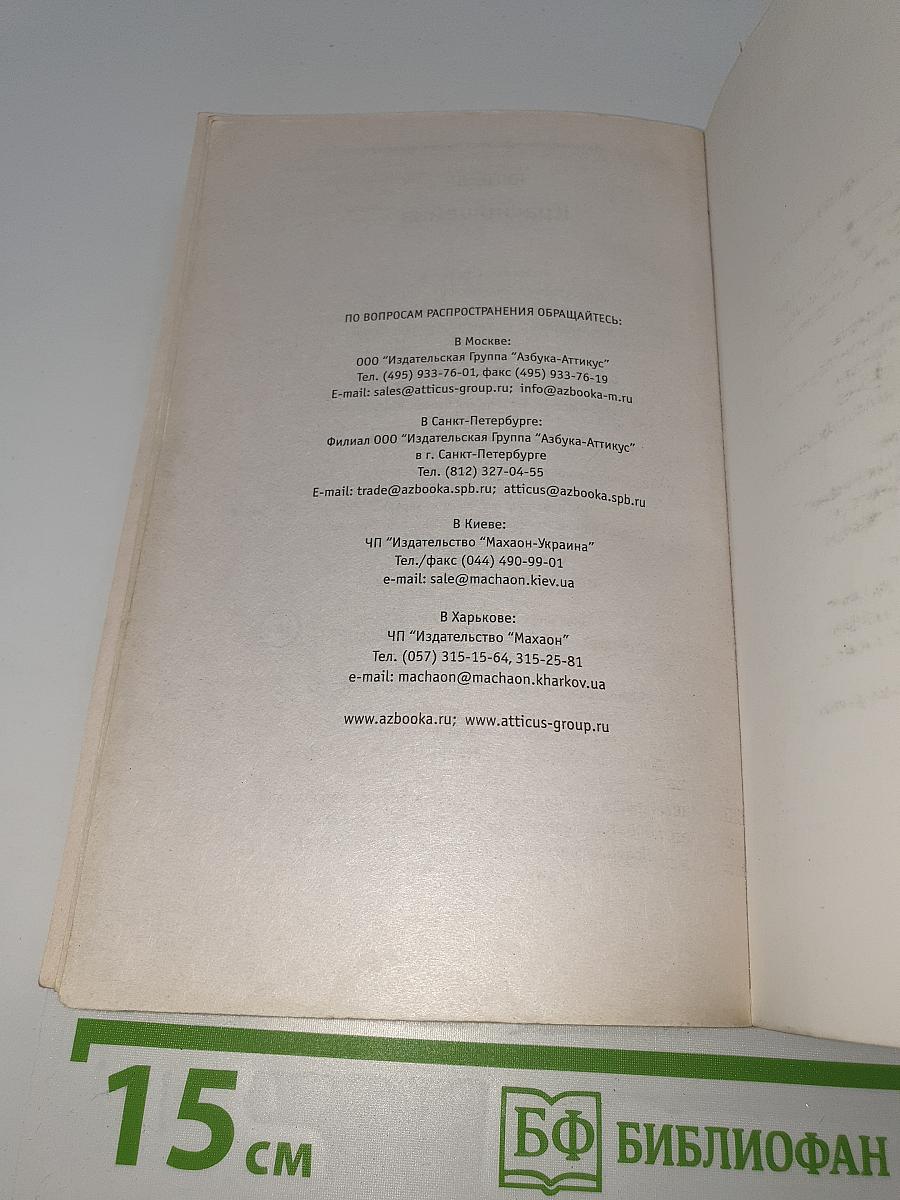 ПО ВОПРОСАМ РАСПРОСТРАНЕНИЯ ОБРАЩАЙТЕСЬ:
В Москве:
ООО “Издательская Группа “Азбука-Аттикус”
Тел. (495) 933-76-01, факс (495) 933-76-19
E-mail: sales@atticus-group.ru; info@azbooka-m.ru
В Санкт-Петербурге:
Филиал ООО “Издательская Группа “Азбука-Аттикус”
в г. Санкт-Петербурге
Тел. (812) 327-04-55
E-mail: trade@azbooka.spb.ru; atticus@azbooka.spb.ru
В Киеве:
ЧП “Издательство “Махаон-Украина”
Тел./факс (044) 490-99-01
e-mail: sale@machaon.kiev.ua
В Харькове:
ЧП “Издательство “Махаон”
Тел. (057) 315-15-64, 315-25-81
e-mail: machaon@machaon.kharkov.ua
www.azbooka.ru; www.atticus-group.ru
15 см
БФ БИБЛИОФАН